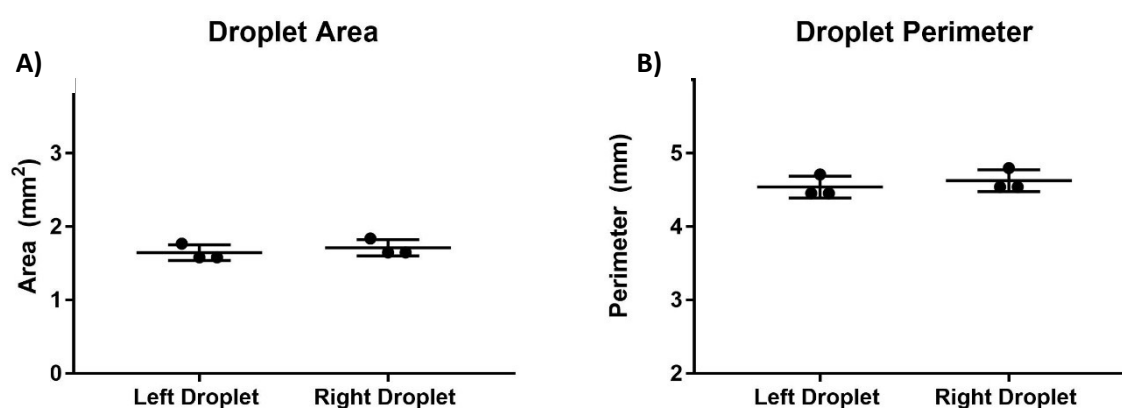 Droplet Area
A)
Area (mm²)
3
2
1
0
Left Droplet Right Droplet
Droplet Perimeter
B)
Perimeter (mm)
5
4
3
2
Left Droplet Right Droplet